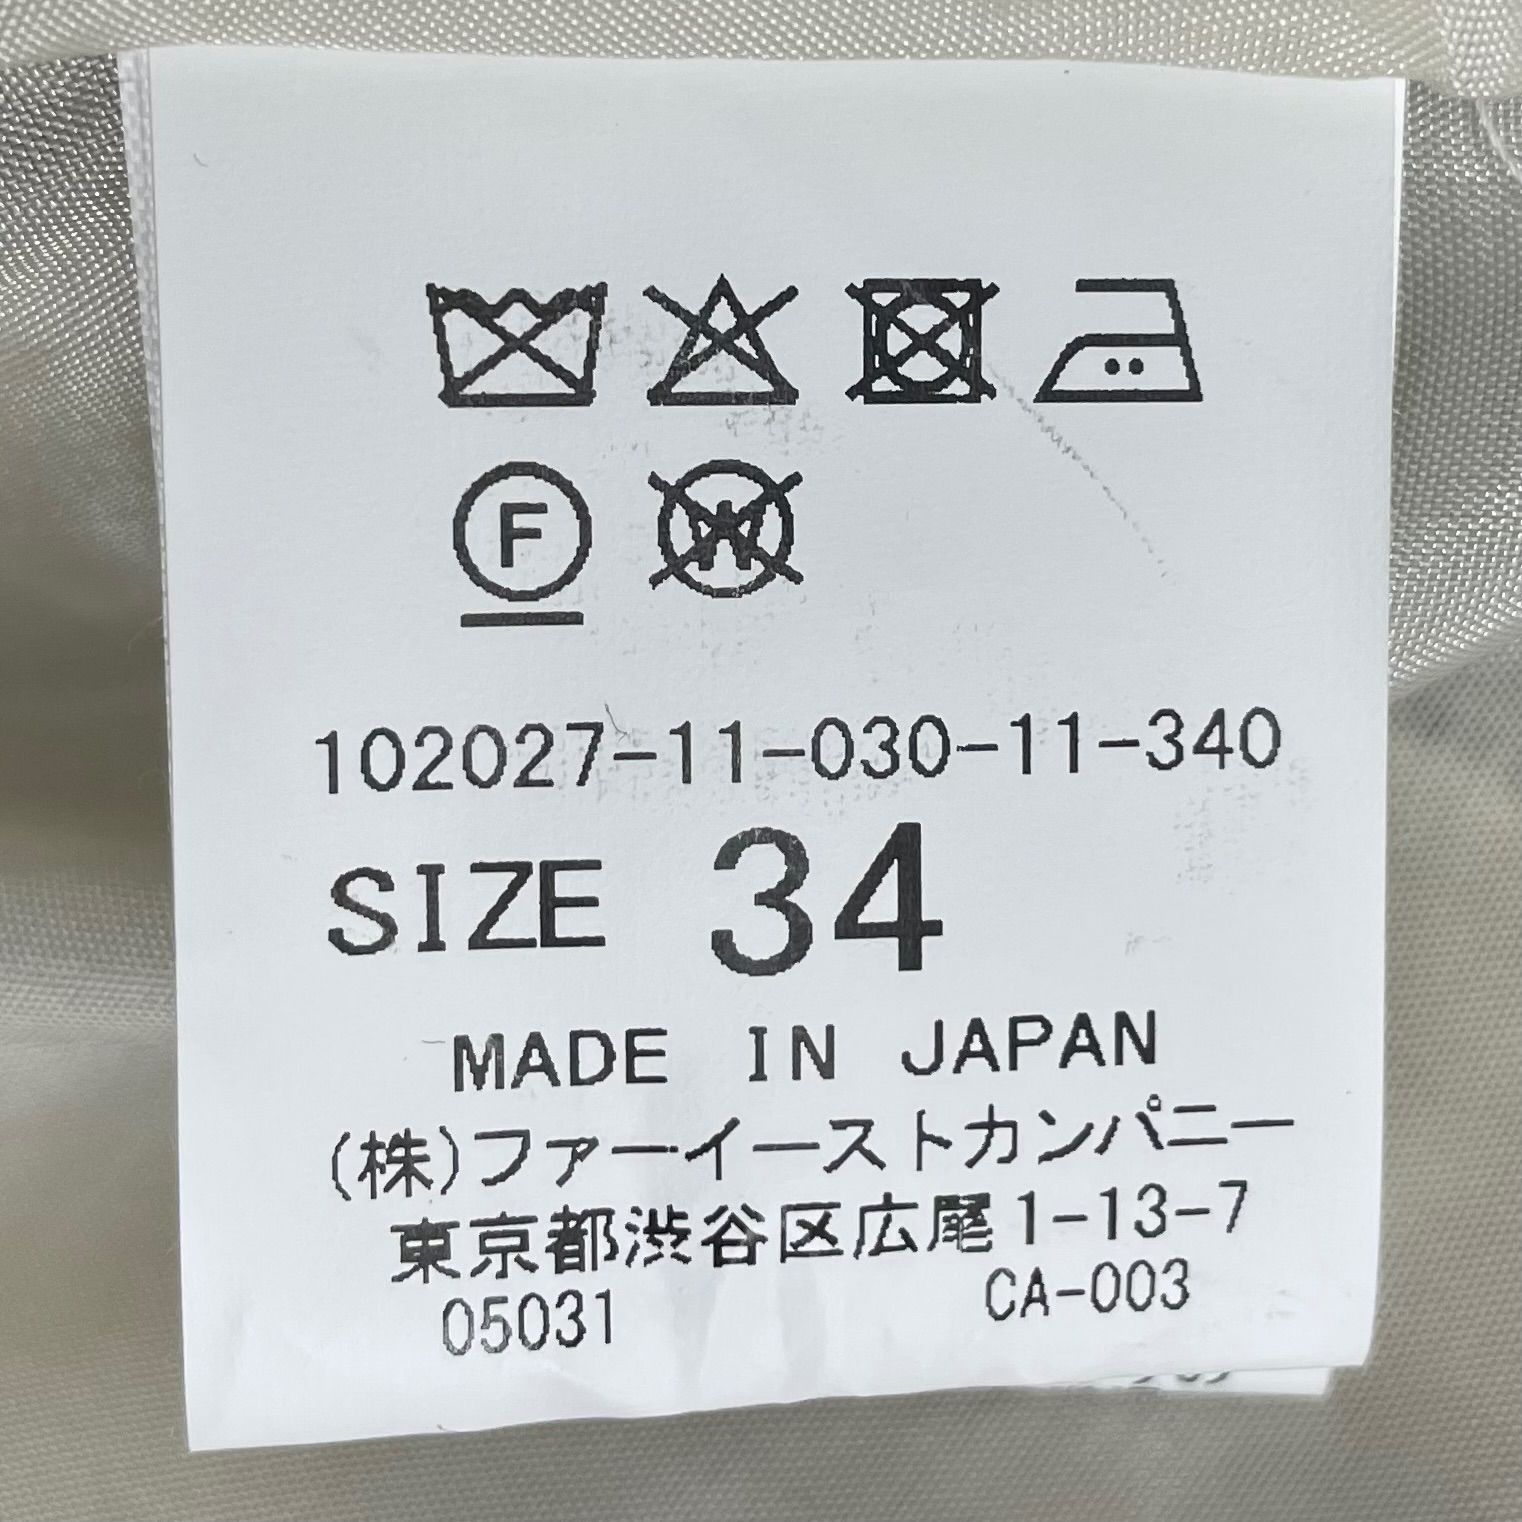 F W
102027-11-030-11-340
SIZE 34
MADE IN JAPAN
(株)ファーイーストカンパニー
東京都渋谷区広尾1-13-7
05031 CA-003